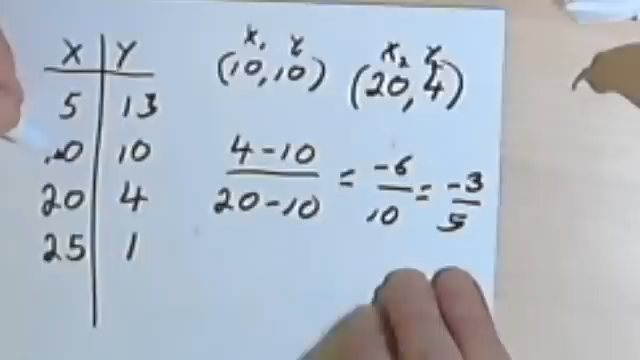 X Y
5 13
10 10
20 4
25 1
x₁ y
(10,10)
x₂ y
(20,4)
4-10 / 20-10 = -6 / 10 = -3 / 5